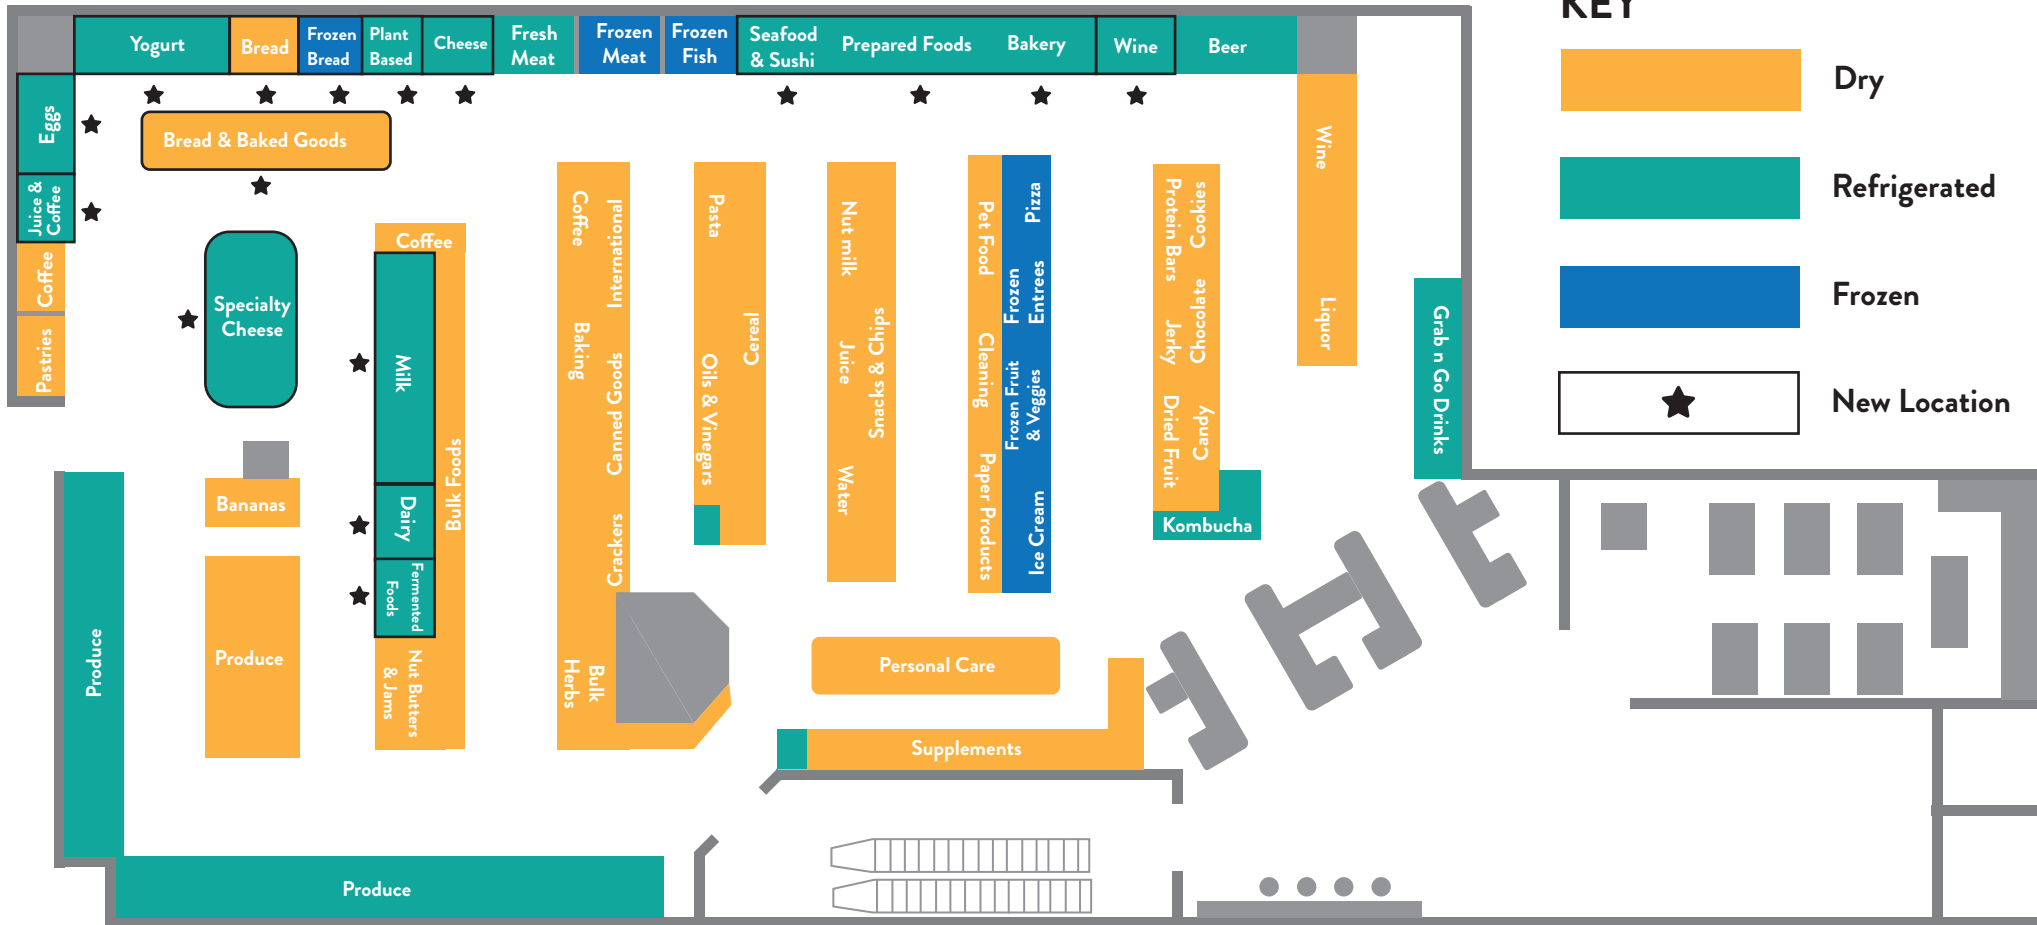 KEY
Dry
Refrigerated
Frozen
New Location
Yogurt
Bread
Frozen
Bread
Plant
Based
Cheese
Fresh
Meat
Frozen
Meat
Frozen
Fish
Seafood
& Sushi
Prepared Foods
Bakery
Wine
Beer
Eggs
Juice &
Coffee
Coffee
Pastries
Bread & Baked Goods
Specialty
Cheese
Bananas
Produce
Produce
Produce
Coffee
Milk
Dairy
Fermented
Foods
Bulk Foods
Nut Butters
& Jams
Coffee
Baking
International
Canned Goods
Crackers
Bulk
Herbs
Pasta
Oils & Vinegars
Cereal
Nut milk
Juice
Water
Snacks & Chips
Pet Food
Cleaning
Paper Products
Pizza
Frozen
Entrees
Frozen Fruit
& Veggies
Ice Cream
Protein Bars
Jerky
Dried Fruit
Cookies
Chocolate
Candy
Kombucha
Wine
Liquor
Grab n Go Drinks
Personal Care
Supplements